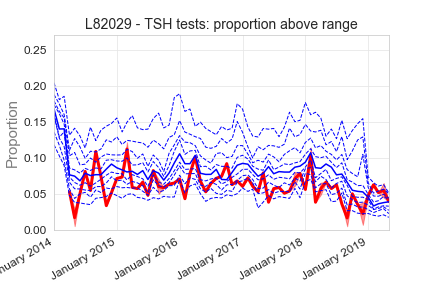 L82029 - TSH tests: proportion above range
0.25
0.20
0.15
0.10
0.05
0.00
Proportion
nuary 2014
January 2015
January 2016
January 2017
January 2018
January 2019